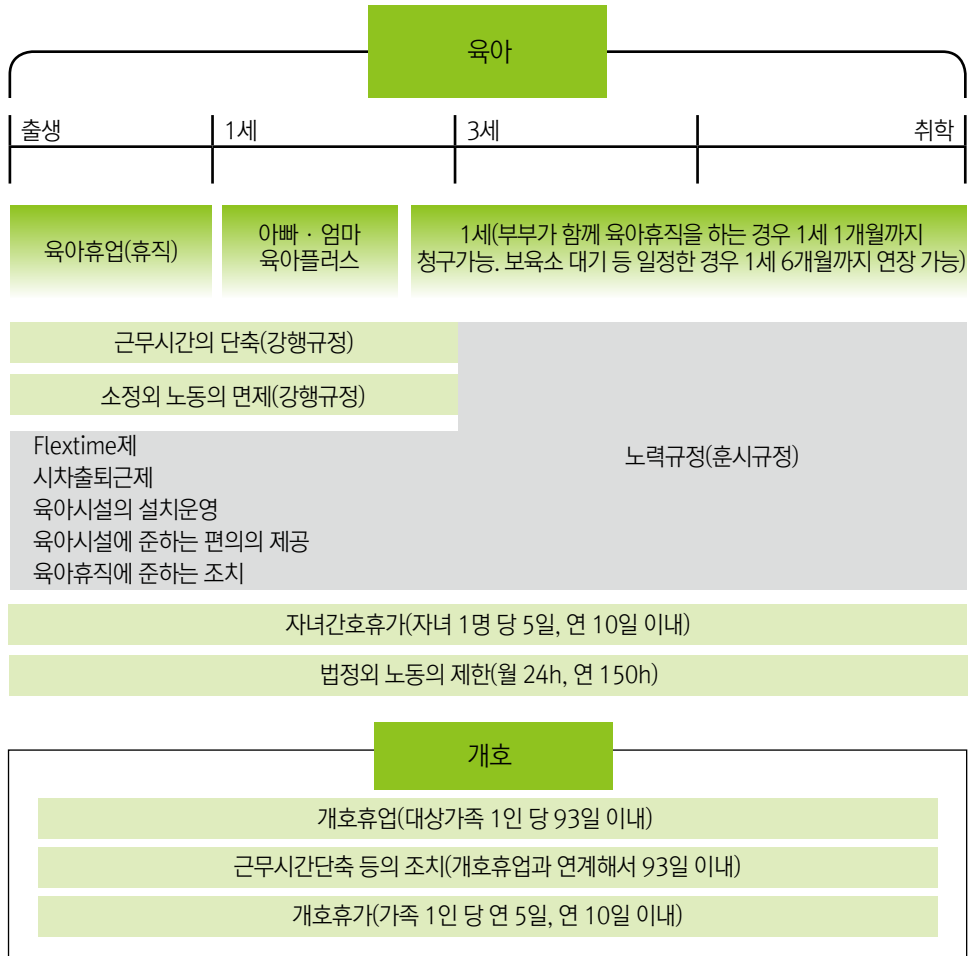 육아
출생 1세 3세 취학
육아휴업(휴직)
아빠 · 엄마
육아플러스
1세(부부가 함께 육아휴직을 하는 경우 1세 1개월까지
청구가능. 보육소 대기 등 일정한 경우 1세 6개월까지 연장 가능)
근무시간의 단축(강행규정)
소정외 노동의 면제(강행규정)
Flextime제
시차출퇴근제
육아시설의 설치운영
육아시설에 준하는 편의의 제공
육아휴직에 준하는 조치
노력규정(훈시규정)
자녀간호휴가(자녀 1명 당 5일, 연 10일 이내)
법정외 노동의 제한(월 24h, 연 150h)
개호
개호휴업(대상가족 1인 당 93일 이내)
근무시간단축 등의 조치(개호휴업과 연계해서 93일 이내)
개호휴가(가족 1인 당 연 5일, 연 10일 이내)